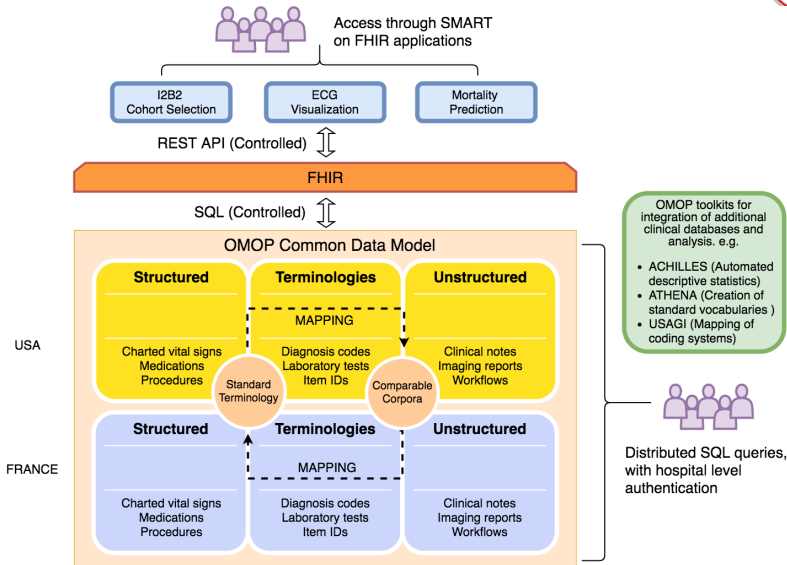 Access through SMART
on FHIR applications
I2B2
Cohort Selection
ECG
Visualization
Mortality
Prediction
REST API (Controlled)
FHIR
SQL (Controlled)
OMOP Common Data Model
USA
Structured
Charted vital signs
Medications
Procedures
Terminologies
MAPPING
Diagnosis codes
Laboratory tests
Item IDs
Unstructured
Clinical notes
Imaging reports
Workflows
Standard
Terminology
Comparable
Corpora
FRANCE
Structured
Charted vital signs
Medications
Procedures
Terminologies
MAPPING
Diagnosis codes
Laboratory tests
Item IDs
Unstructured
Clinical notes
Imaging reports
Workflows
OMOP toolkits for
integration of additional
clinical databases and
analysis. e.g.
• ACHILLES (Automated
descriptive statistics)
• ATHENA (Creation of
standard vocabularies )
• USAGI (Mapping of
coding systems)
Distributed SQL queries,
with hospital level
authentication